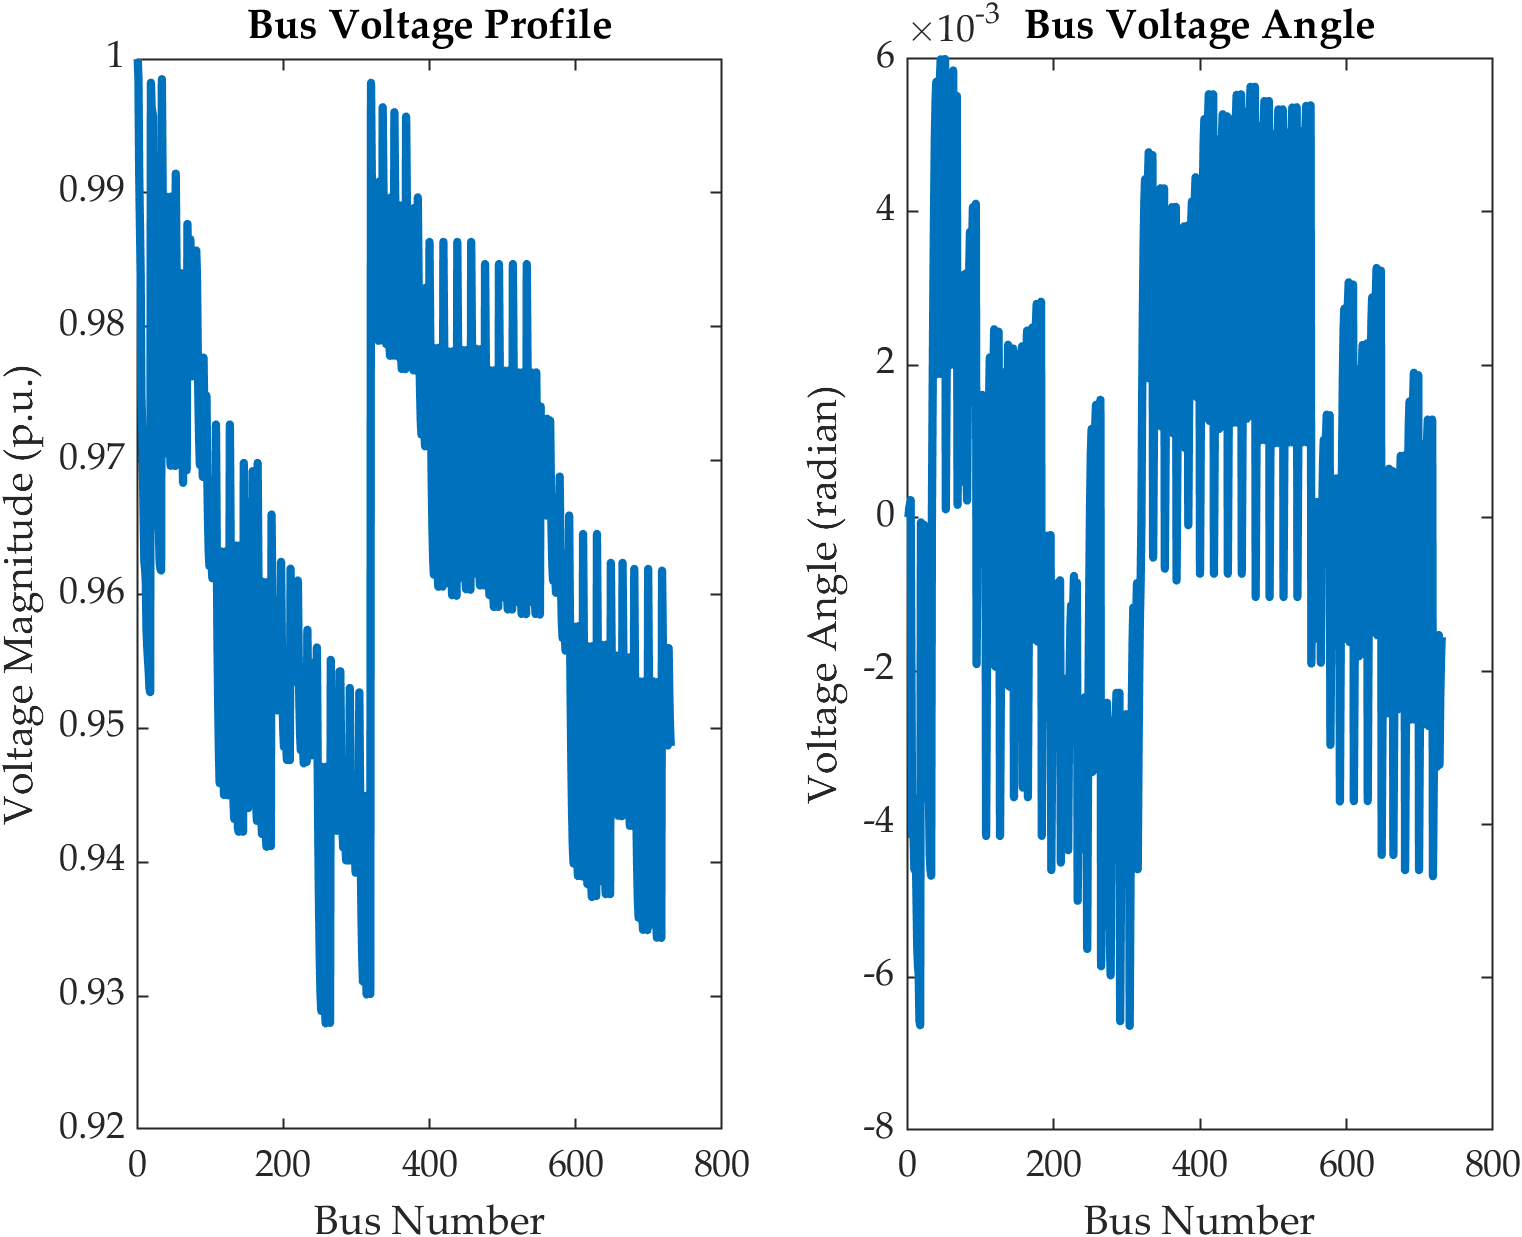 Bus Voltage Profile
1
0.99
0.98
0.97
0.96
0.95
0.94
0.93
0.92
Voltage Magnitude (p.u.)
0 200 400 600 800
Bus Number
×10-3 Bus Voltage Angle
6
4
2
0
-2
-4
-6
-8
Voltage Angle (radian)
0 200 400 600 800
Bus Number